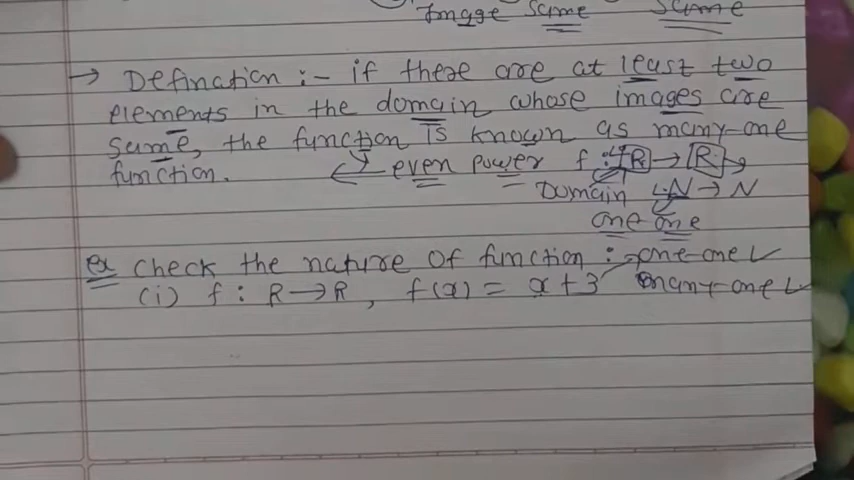 Image same same
→ Defination :- if these are at least two
elements in the domain whose images are
same, the function is known as many-one
function. even power f : R → R
Domain N → N
one one
ex check the nature of function :- one-one
(i) f : R → R , f(x) = x + 3 many-one